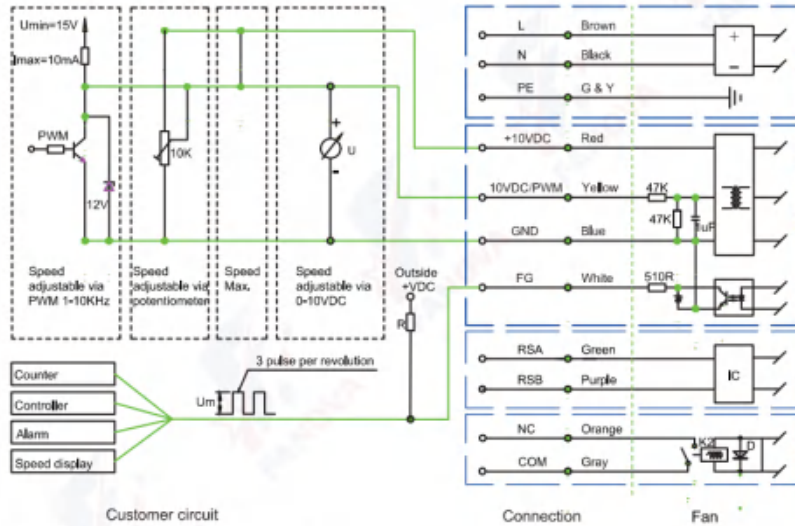 Umin=15V
Imax=10mA
PWM
12V
10K
+
U
-
Speed
adjustable via
PWM 1~10KHz
Speed
adjustable via
potentiometer
Speed
Max.
Speed
adjustable via
0~10VDC
Outside
+VDC
R
3 pulse per revolution
Um
Counter
Controller
Alarm
Speed display
L Brown
N Black
PE G & Y
+
−
+10VDC Red
10VDC/PWM Yellow 47K
47K
1uF
GND Blue
FG White 510R
RSA Green
RSB Purple
IC
NC Orange
COM Gray
D
Customer circuit
Connection
Fan